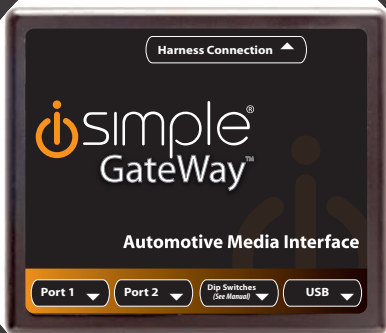 Harness Connection
isimple®
GateWay™
Automotive Media Interface
Port 1
Port 2
Dip Switches
(See Manual)
USB